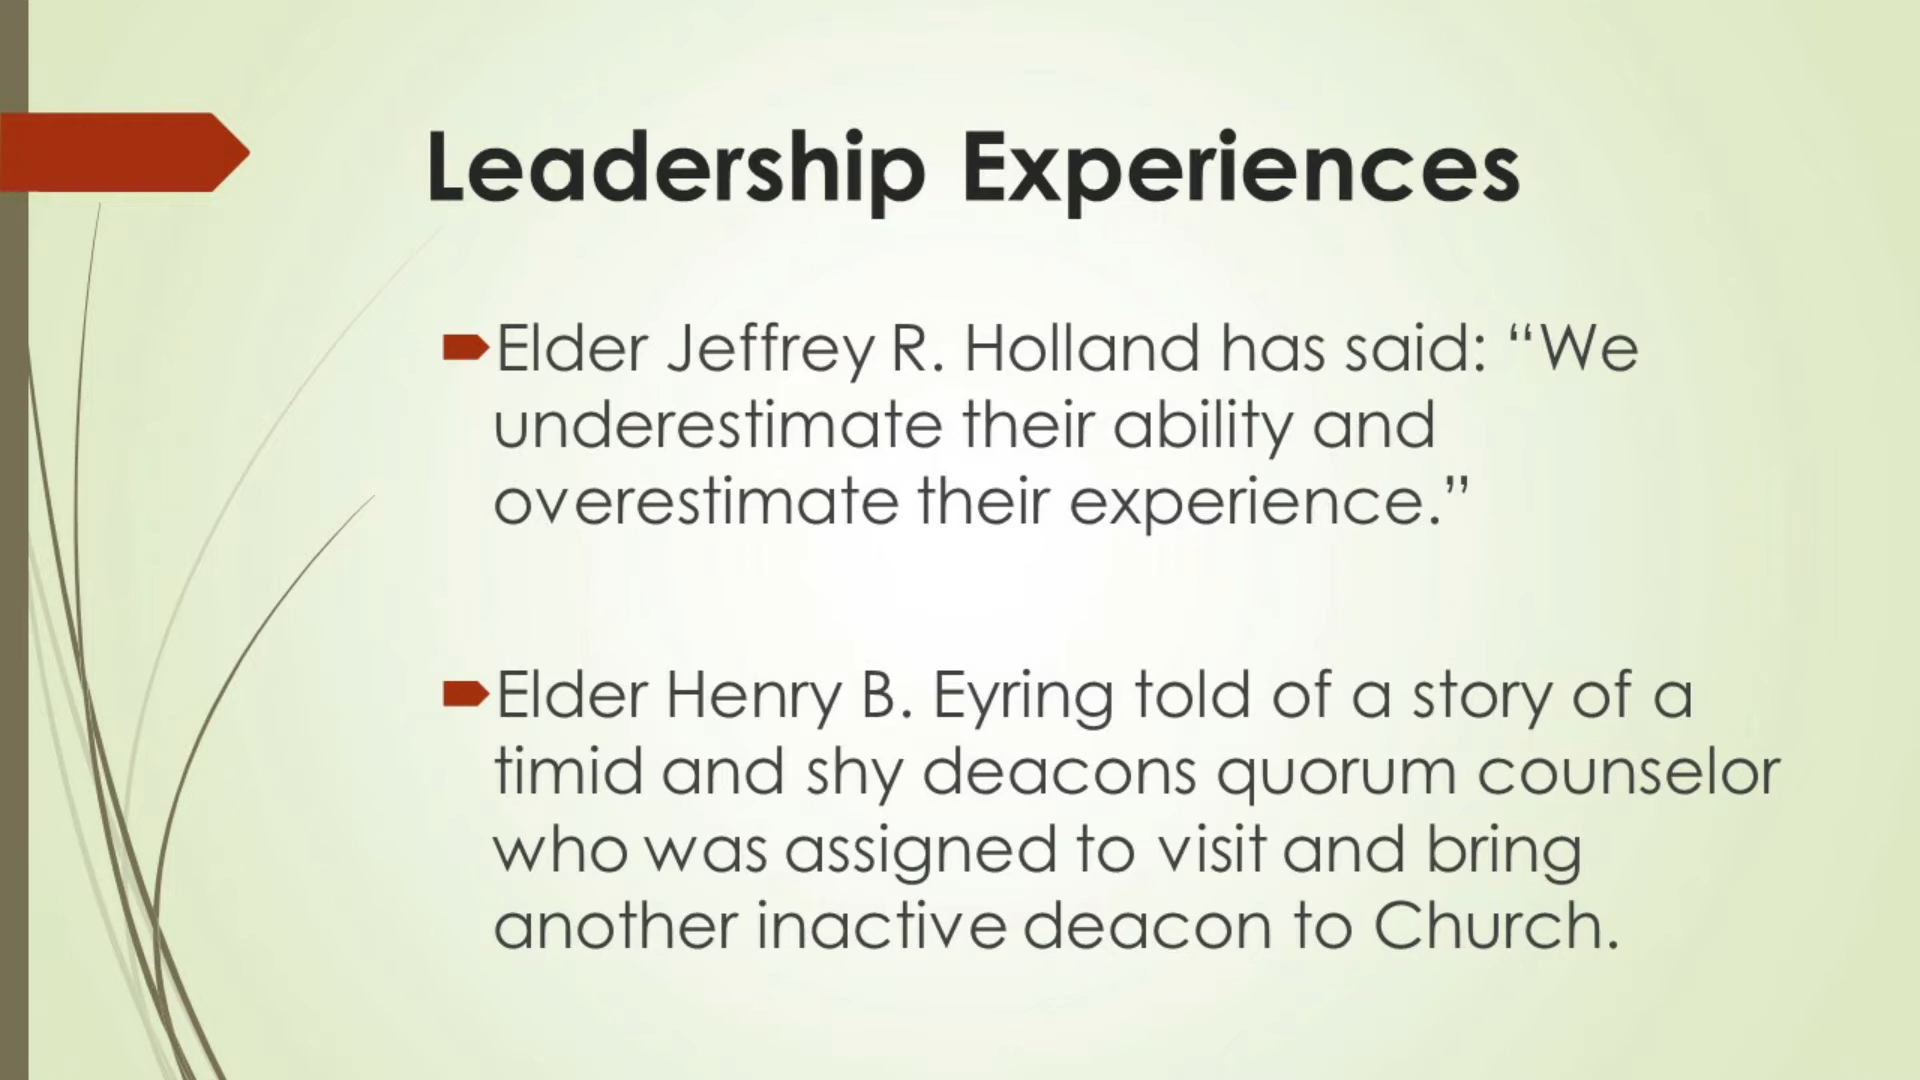 Leadership Experiences
Elder Jeffrey R. Holland has said: “We
underestimate their ability and
overestimate their experience.”
Elder Henry B. Eyring told of a story of a
timid and shy deacons quorum counselor
who was assigned to visit and bring
another inactive deacon to Church.